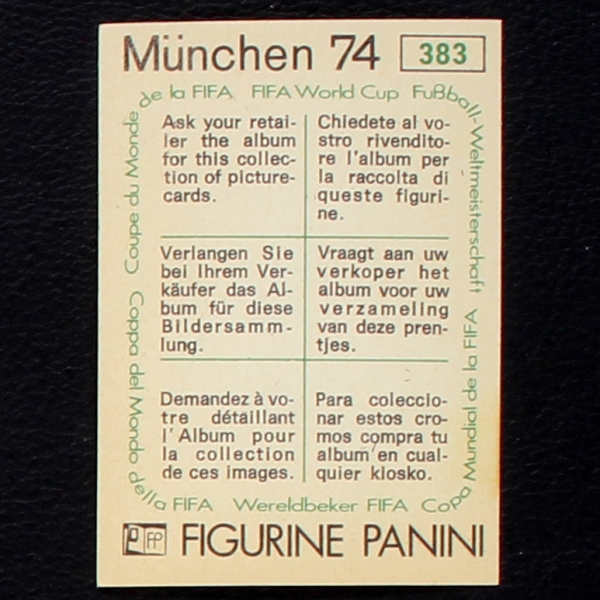 München 74 383
de la FIFA FIFA World Cup Fußball-Weltmeisterschaft
Ask your retai-
ler the album
for this collec-
tion of picture-
cards.
Chiedete al vo-
stro rivendito-
re l'album per
la raccolta di
queste figuri-
ne.
Verlangen Sie
bei Ihrem Ver-
käufer das Al-
bum für diese
Bildersamm-
lung.
Vraagt aan uw
verkoper het
album voor uw
verzameling
van deze pren-
tjes.
Demandez à vo-
tre détaillant
l'Album pour
la collection
de ces images.
Para coleccio-
nar estos cro-
mos compra tu
album en cual-
quier kiosko.
Coupe du Monde
Coppa del Mondo
della FIFA Wereldbeker FIFA Copa Mundial de la FIFA
FP FIGURINE PANINI